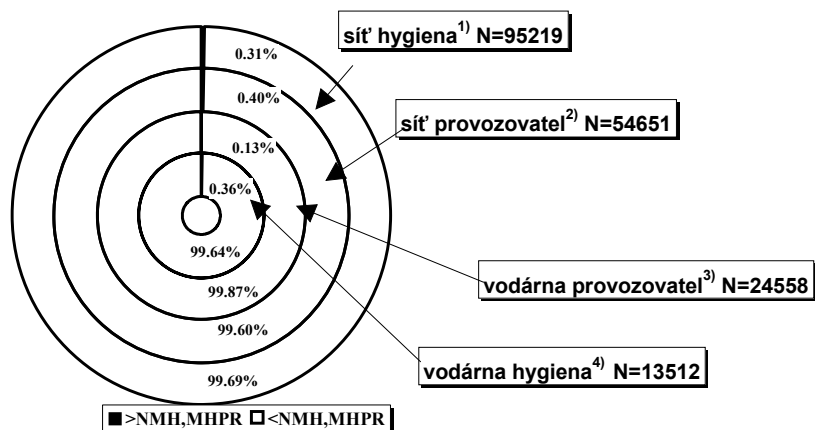 síť hygiena1) N=95219
0.31%
0.40%
síť provozovatel2) N=54651
0.13%
0.36%
99.64%
vodárna provozovatel3) N=24558
99.87%
99.60%
vodárna hygiena4) N=13512
99.69%
>NMH,MHPR <NMH,MHPR